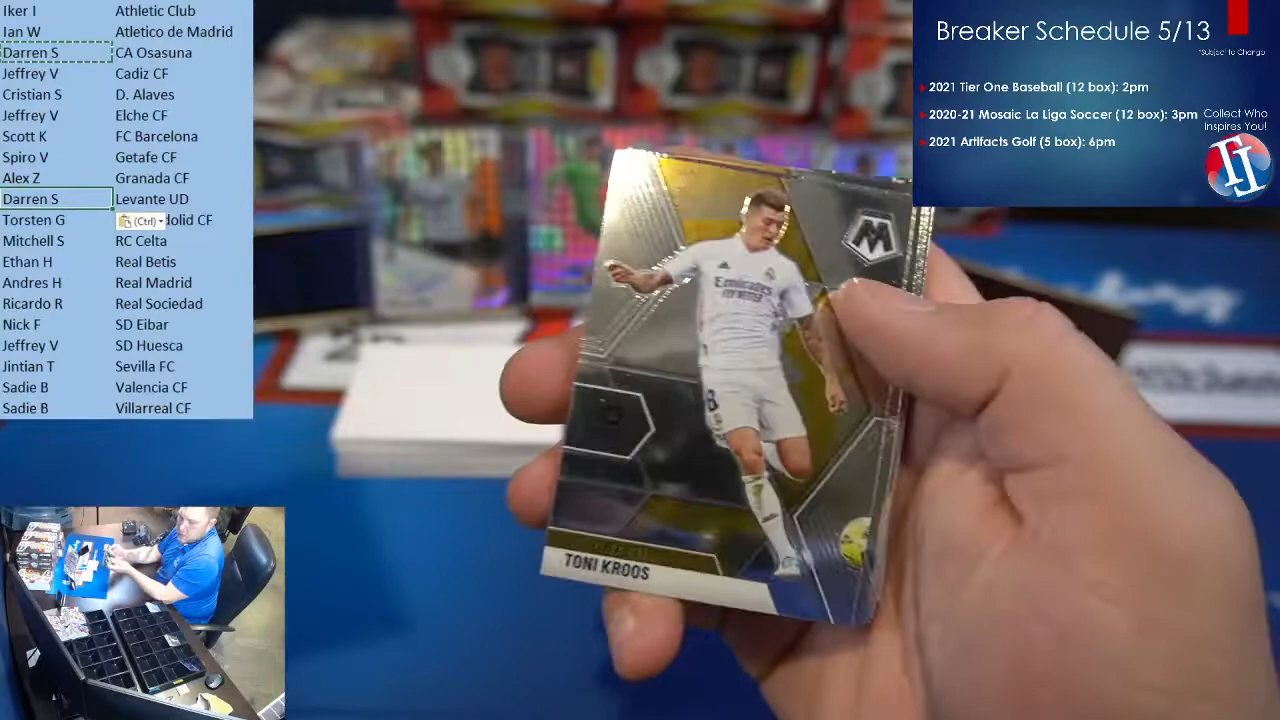 Iker I Athletic Club
Ian W Atletico de Madrid
Darren S CA Osasuna
Jeffrey V Cadiz CF
Cristian S D. Alaves
Jeffrey V Elche CF
Scott K FC Barcelona
Spiro V Getafe CF
Alex Z Granada CF
Darren S Levante UD
Torsten G (Ctrl) dolid CF
Mitchell S RC Celta
Ethan H Real Betis
Andres H Real Madrid
Ricardo R Real Sociedad
Nick F SD Eibar
Jeffrey V SD Huesca
Jintian T Sevilla FC
Sadie B Valencia CF
Sadie B Villarreal CF
Breaker Schedule 5/13
*Subject to Change
2021 Tier One Baseball (12 box): 2pm
2020-21 Mosaic La Liga Soccer (12 box): 3pm
2021 Artifacts Golf (5 box): 6pm
Collect Who
Inspires You!
M
Emirates
TONI KROOS